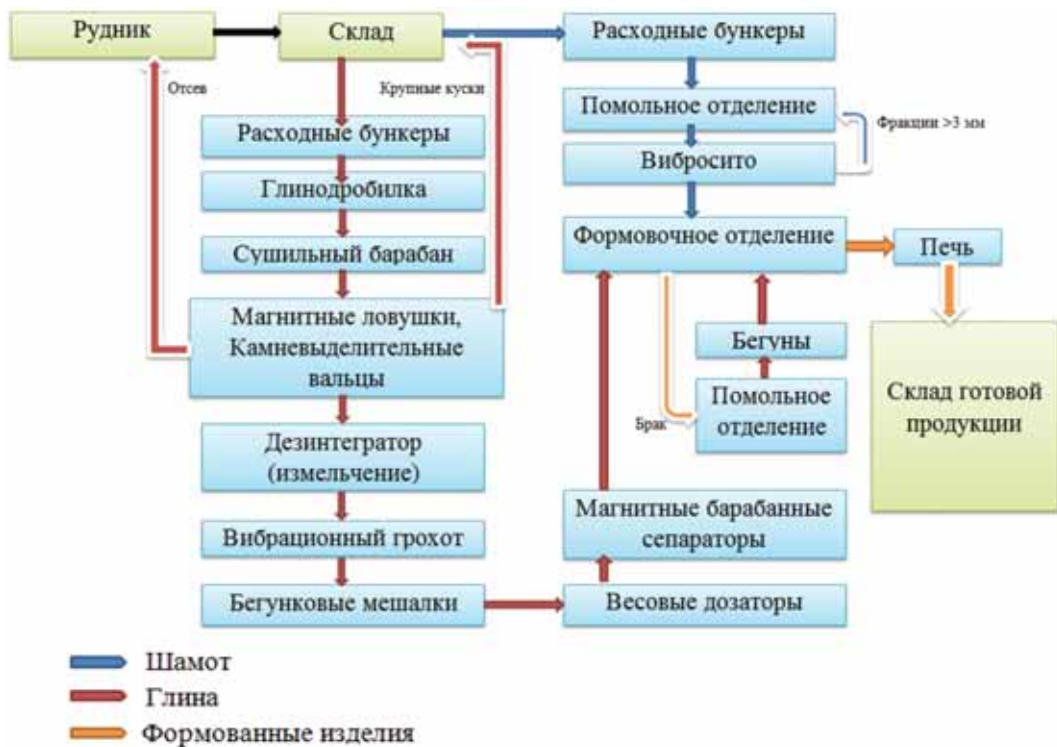 Рудник
Склад
Расходные бункеры
Отсев
Крупные куски
Помольное отделение
Фракции >3 мм
Расходные бункеры
Вибросито
Глинодробилка
Формовочное отделение
Печь
Сушильный барабан
Магнитные ловушки,
Камневыделительные
вальцы
Бегуны
Помольное
отделение
Брак
Склад готовой
продукции
Дезинтегратор
(измельчение)
Магнитные барабанные
сепараторы
Вибрационный грохот
Бегунковые мешалки
Весовые дозаторы
Шамот
Глина
Формованные изделия